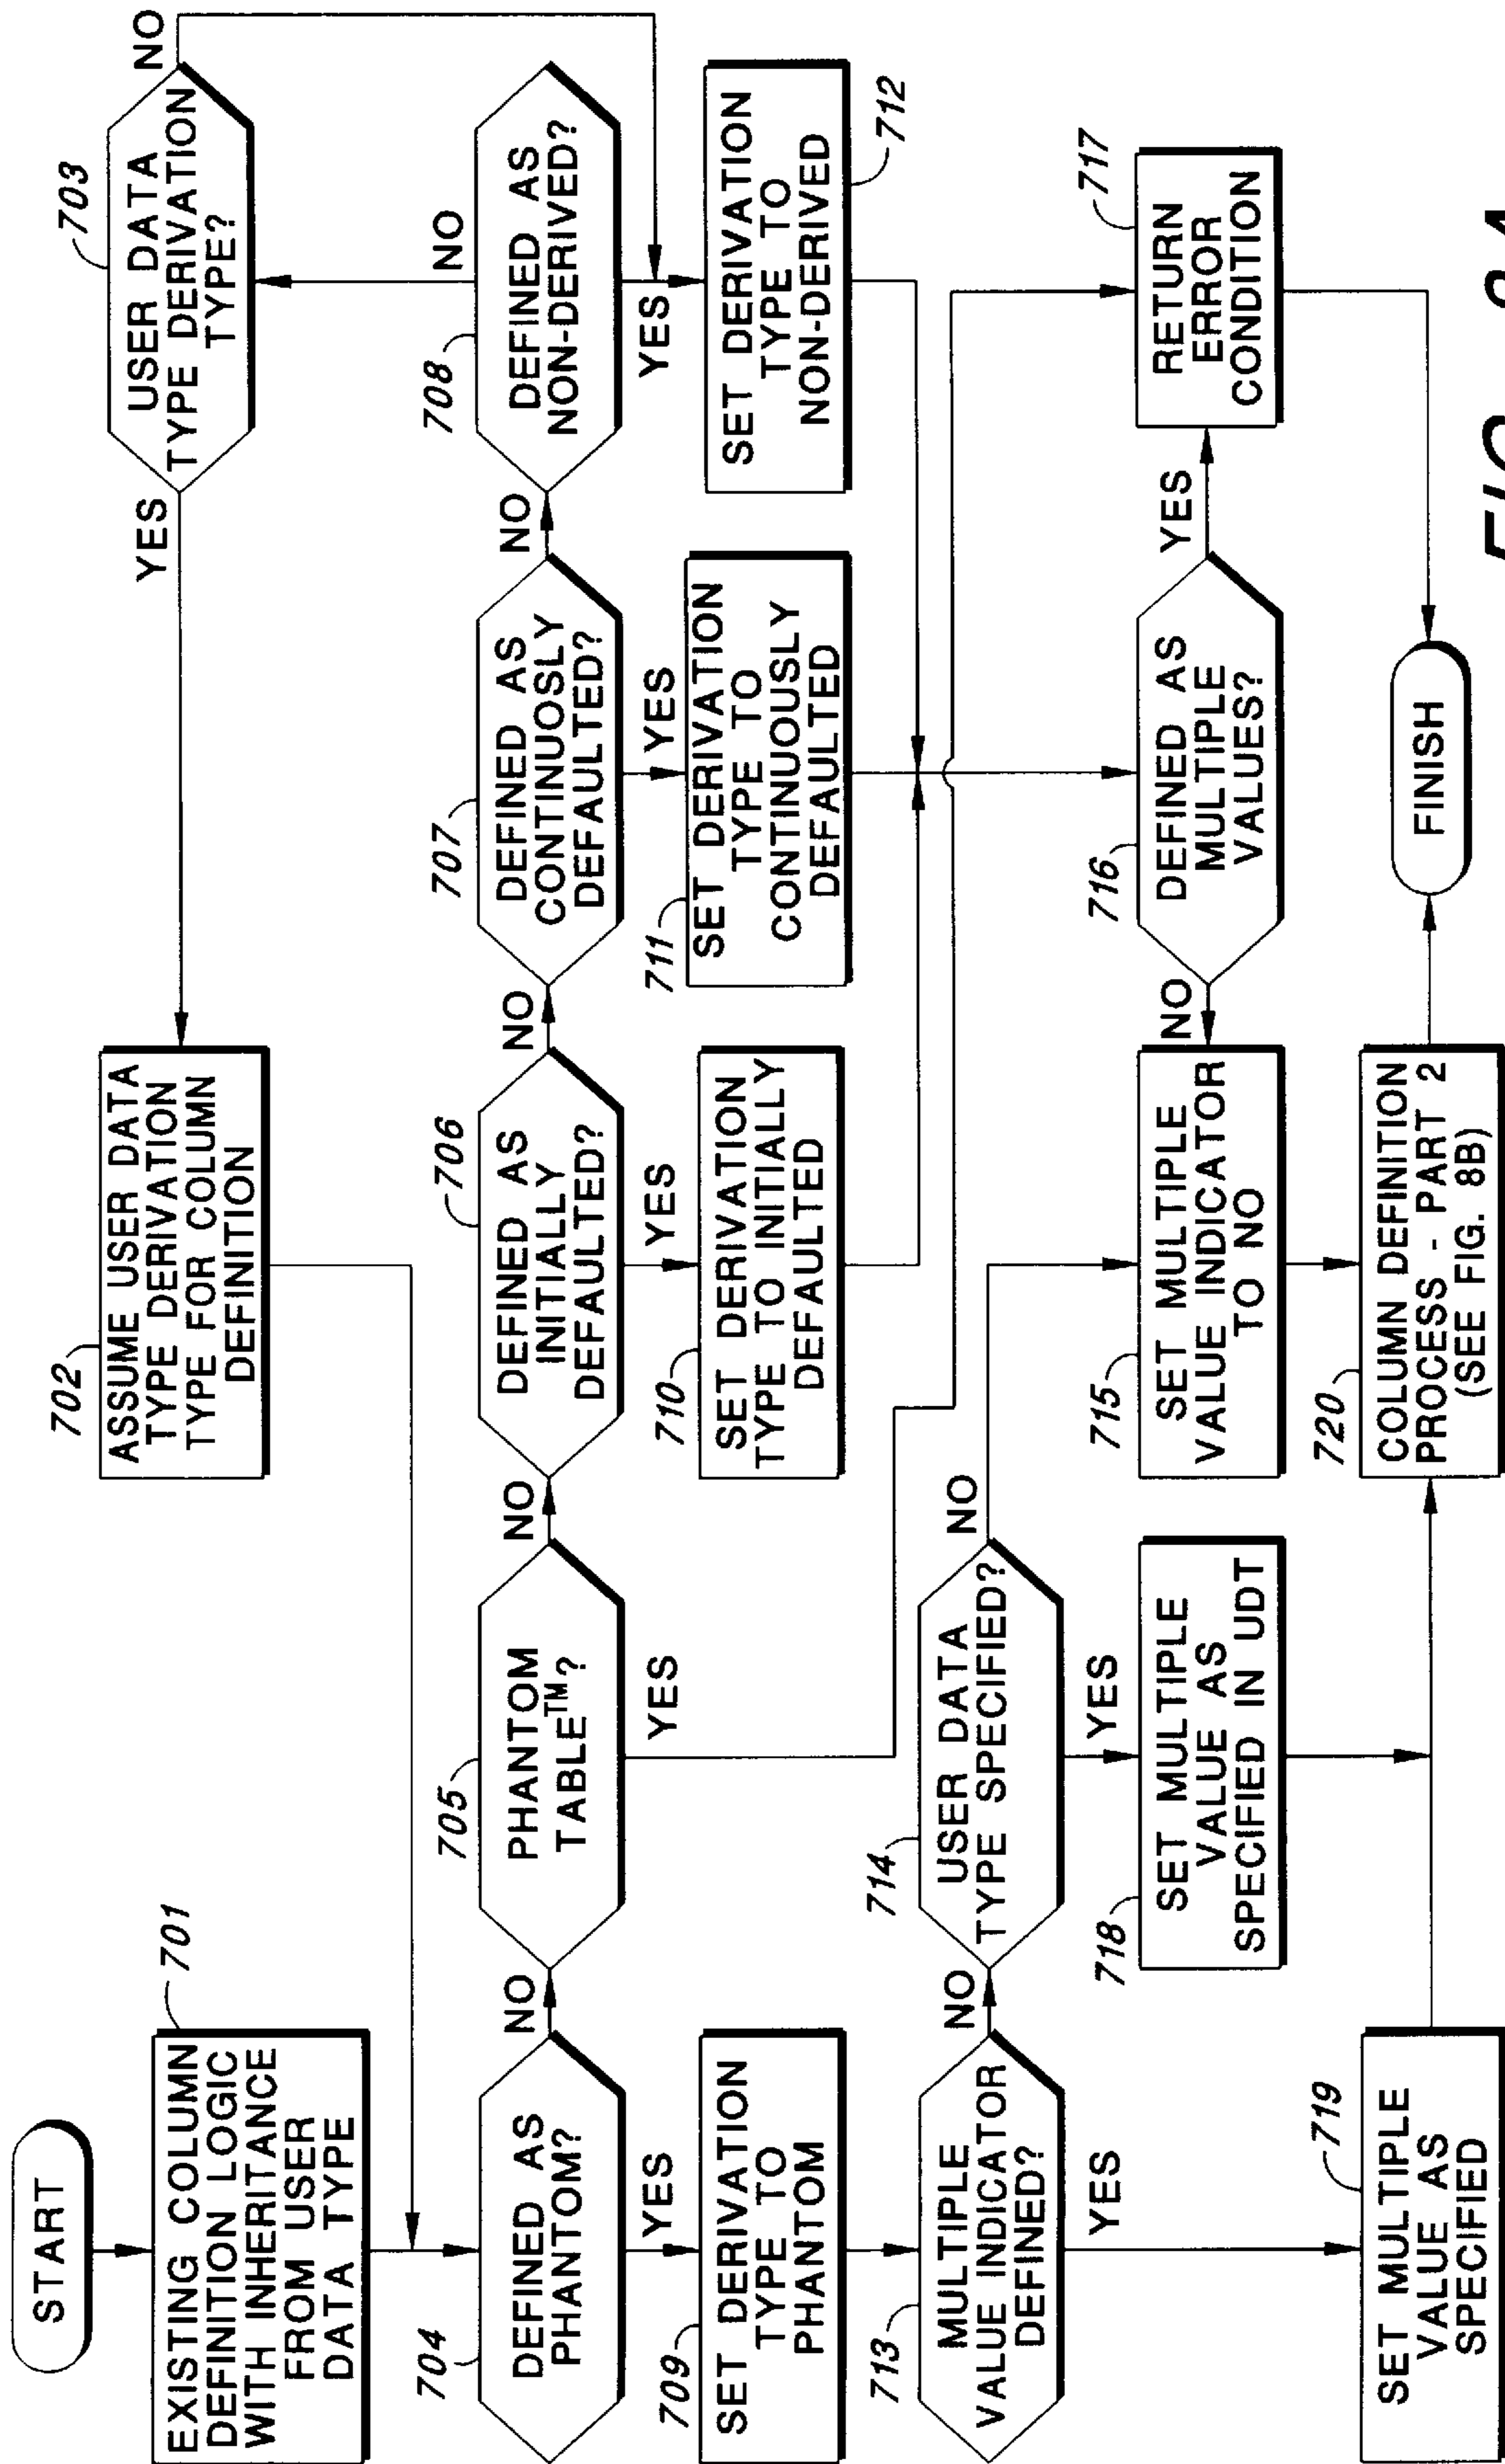 START
701
EXISTING COLUMN
DEFINITION LOGIC
WITH INHERITANCE
FROM USER
DATA TYPE
702
ASSUME USER DATA
TYPE DERIVATION
TYPE FOR COLUMN
DEFINITION
YES
703
USER DATA
TYPE DERIVATION
TYPE?
NO
704
DEFINED AS
PHANTOM?
NO
YES
705
PHANTOM
TABLE™?
NO
YES
706
DEFINED AS
INITIALLY
DEFAULTED?
NO
YES
707
DEFINED AS
CONTINUOSLY
DEFAULTED?
NO
YES
708
DEFINED AS
NON-DERIVED?
NO
YES
709
SET DERIVATION
TYPE TO
PHANTOM
710
SET DERIVATION
TYPE TO INITIALLY
DEFAULTED
711
SET DERIVATION
TYPE TO
CONTINUOUSLY
DEFAULTED
SET DERIVATION
TYPE TO
NON-DERIVED
712
713
MULTIPLE
VALUE INDICATOR
DEFINED?
NO
YES
714
USER DATA
TYPE SPECIFIED?
NO
YES
715
SET MULTIPLE
VALUE INDICATOR
TO NO
NO
716
DEFINED AS
MULTIPLE
VALUES?
YES
717
RETURN
ERROR
CONDITION
718
SET MULTIPLE
VALUE AS
SPECIFIED IN UDT
719
SET MULTIPLE
VALUE AS
SPECIFIED
720
COLUMN DEFINITION
PROCESS - PART 2
(SEE FIG. 8B)
FINISH